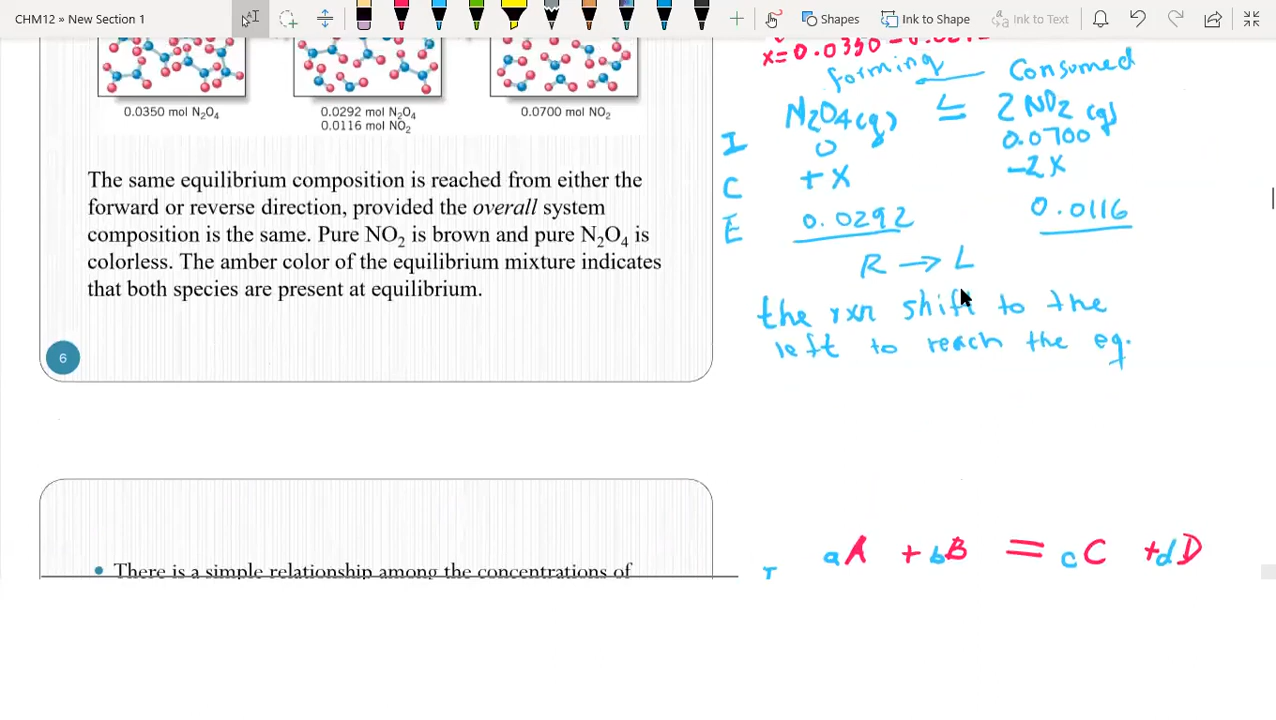 CHM12 » New Section 1
Shapes
Ink to Shape
Ink to Text
0.0350 mol N₂O₄
0.0292 mol N₂O₄
0.0116 mol NO₂
0.0700 mol NO₂
The same equilibrium composition is reached from either the
forward or reverse direction, provided the overall system
composition is the same. Pure NO₂ is brown and pure N₂O₄ is
colorless. The amber color of the equilibrium mixture indicates
that both species are present at equilibrium.
6
• There is a simple relationship among the concentrations of
x=0.0350
forming
Consumed
N₂O₄(g) ⇆ 2 NO₂ (g)
I 0 0.0700
C +x -2x
E 0.0292 0.0116
R → L
the rxn shift to the
left to reach the eq.
aA + bB = cC + dD
I